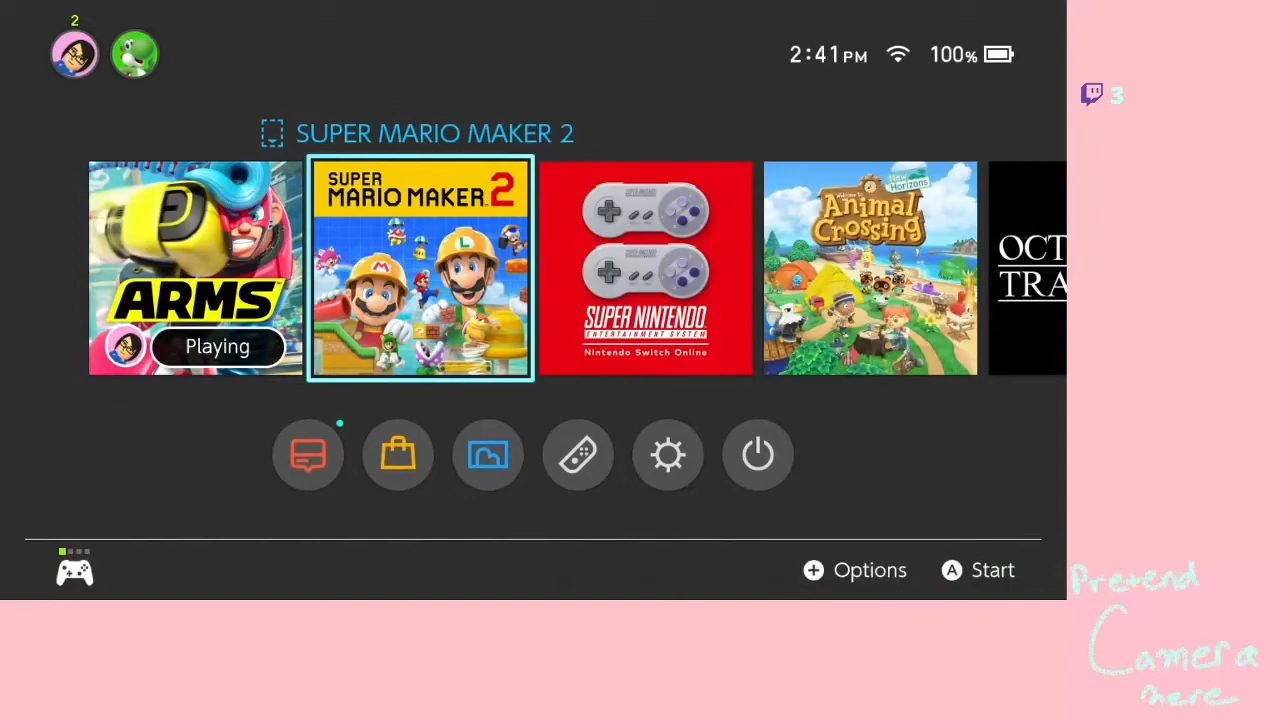 2
2:41PM 100%
3
SUPER MARIO MAKER 2
ARMS
Playing
SUPER
MARIO MAKER 2
SUPER NINTENDO
ENTERTAINMENT SYSTEM
Nintendo Switch Online
Welcome to
New Horizons
Animal
Crossing
OCT
TRA
+ Options A Start
Pretend
Camera
here